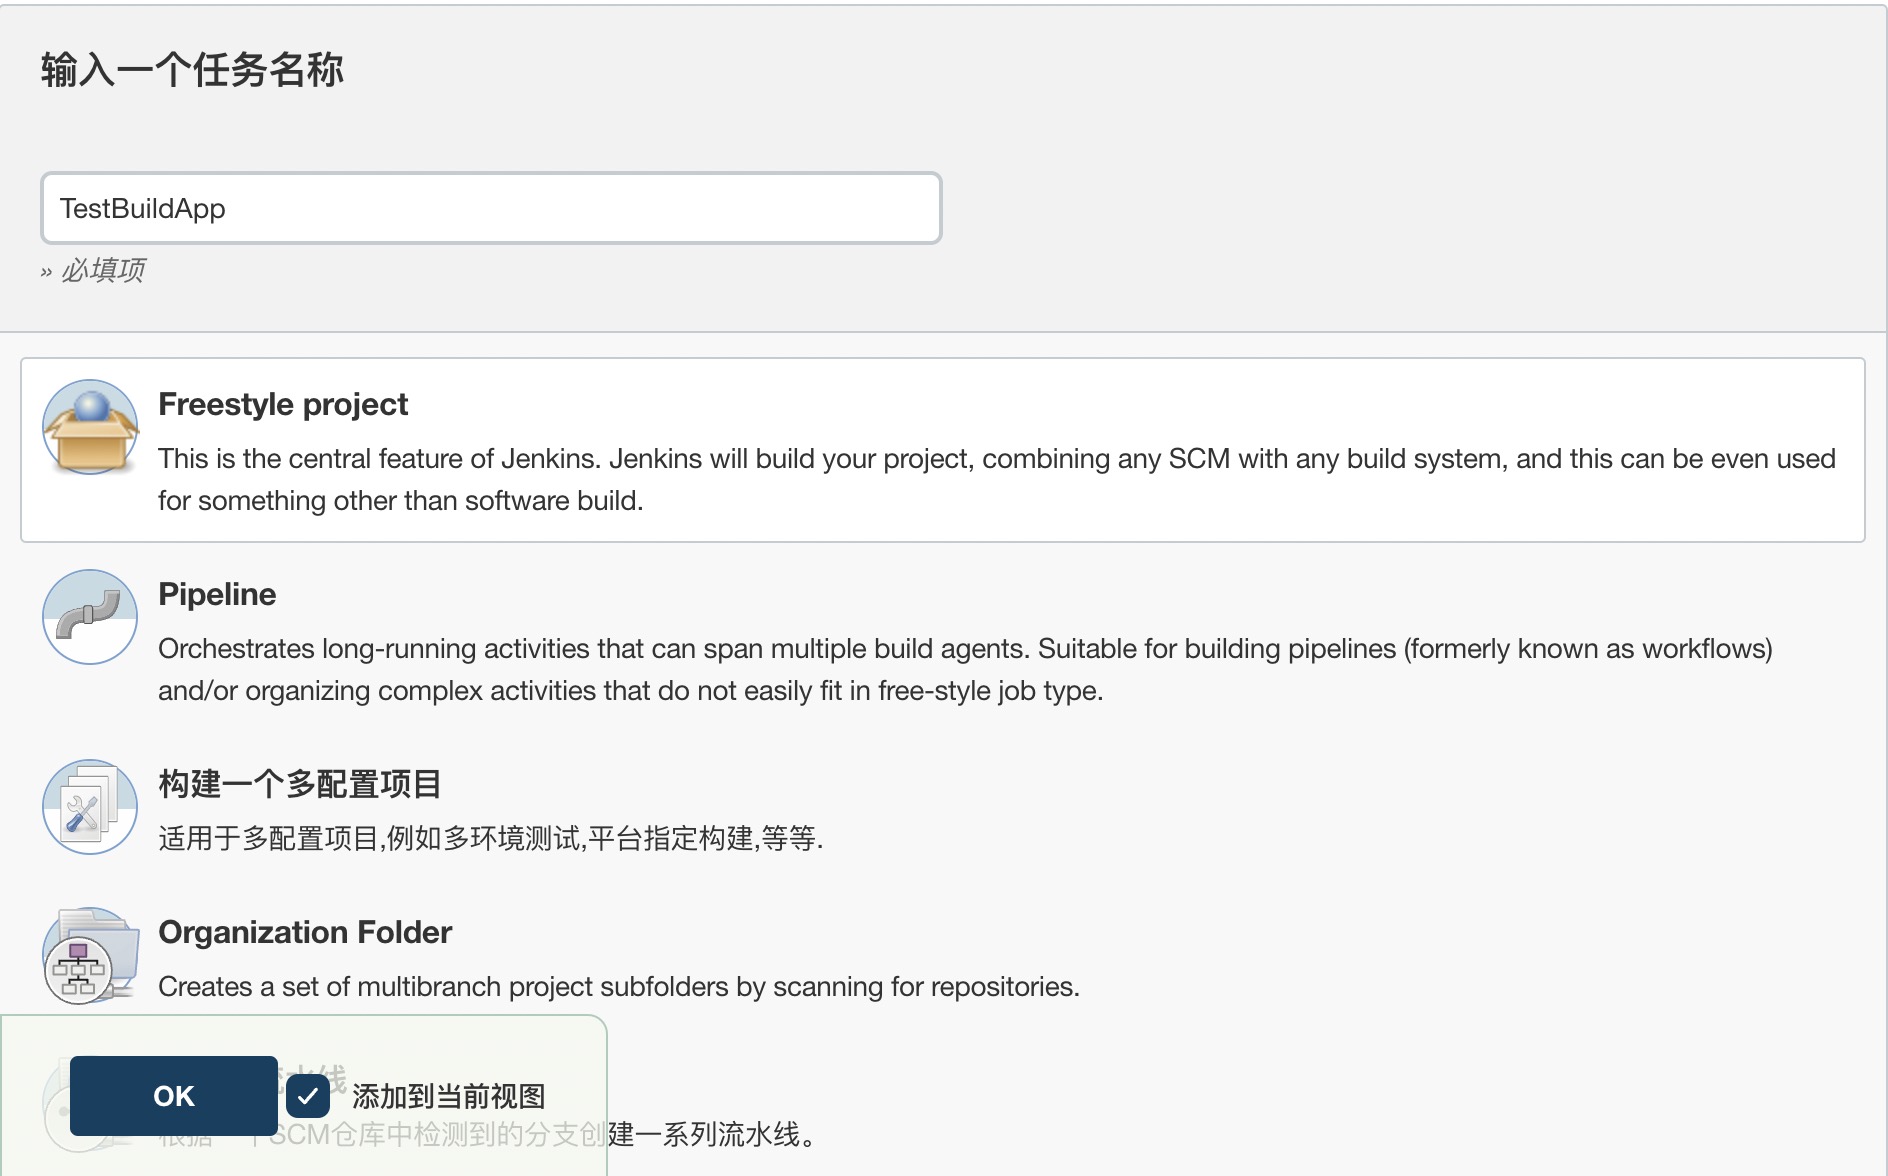 输入一个任务名称
TestBuildApp
» 必填项
Freestyle project
This is the central feature of Jenkins. Jenkins will build your project, combining any SCM with any build system, and this can be even used
for something other than software build.
Pipeline
Orchestrates long-running activities that can span multiple build agents. Suitable for building pipelines (formerly known as workflows)
and/or organizing complex activities that do not easily fit in free-style job type.
构建一个多配置项目
适用于多配置项目,例如多环境测试,平台指定构建,等等.
Organization Folder
Creates a set of multibranch project subfolders by scanning for repositories.
流水线
OK
添加到当前视图
SCM仓库中检测到的分支创建一系列流水线。